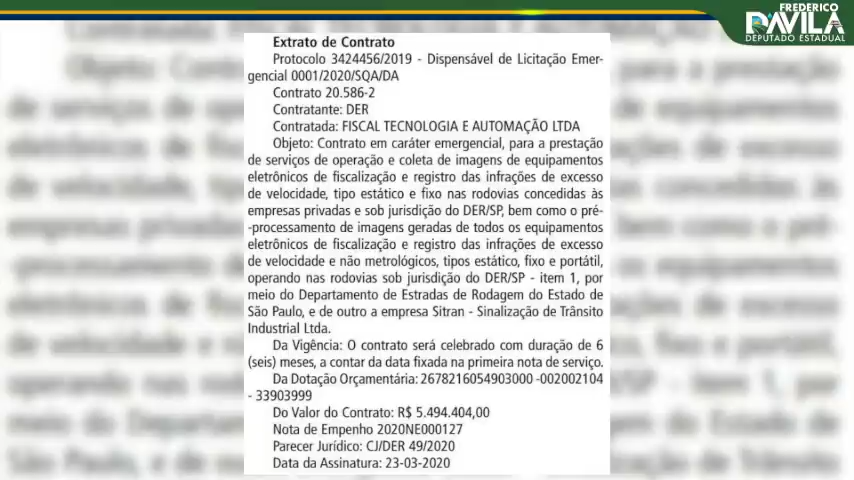 FREDERICO
DAVILA
DEPUTADO ESTADUAL
Extrato de Contrato
Protocolo 3424456/2019 - Dispensável de Licitação Emer-
gencial 0001/2020/SQA/DA
Contrato 20.586-2
Contratante: DER
Contratada: FISCAL TECNOLOGIA E AUTOMAÇÃO LTDA
Objeto: Contrato em caráter emergencial, para a prestação
de serviços de operação e coleta de imagens de equipamentos
eletrônicos de fiscalização e registro das infrações de excesso
de velocidade, tipo estático e fixo nas rodovias concedidas às
empresas privadas e sob jurisdição do DER/SP, bem como o pré-
-processamento de imagens geradas de todos os equipamentos
eletrônicos de fiscalização e registro das infrações de excesso
de velocidade e não metrológicos, tipos estático, fixo e portátil,
operando nas rodovias sob jurisdição do DER/SP - item 1, por
meio do Departamento de Estradas de Rodagem do Estado de
São Paulo, e de outro a empresa Sitran - Sinalização de Trânsito
Industrial Ltda.
Da Vigência: O contrato será celebrado com duração de 6
(seis) meses, a contar da data fixada na primeira nota de serviço.
Da Dotação Orçamentária: 2678216054903000 -002002104
- 33903999
Do Valor do Contrato: R$ 5.494.404,00
Nota de Empenho 2020NE000127
Parecer Jurídico: CJ/DER 49/2020
Data da Assinatura: 23-03-2020